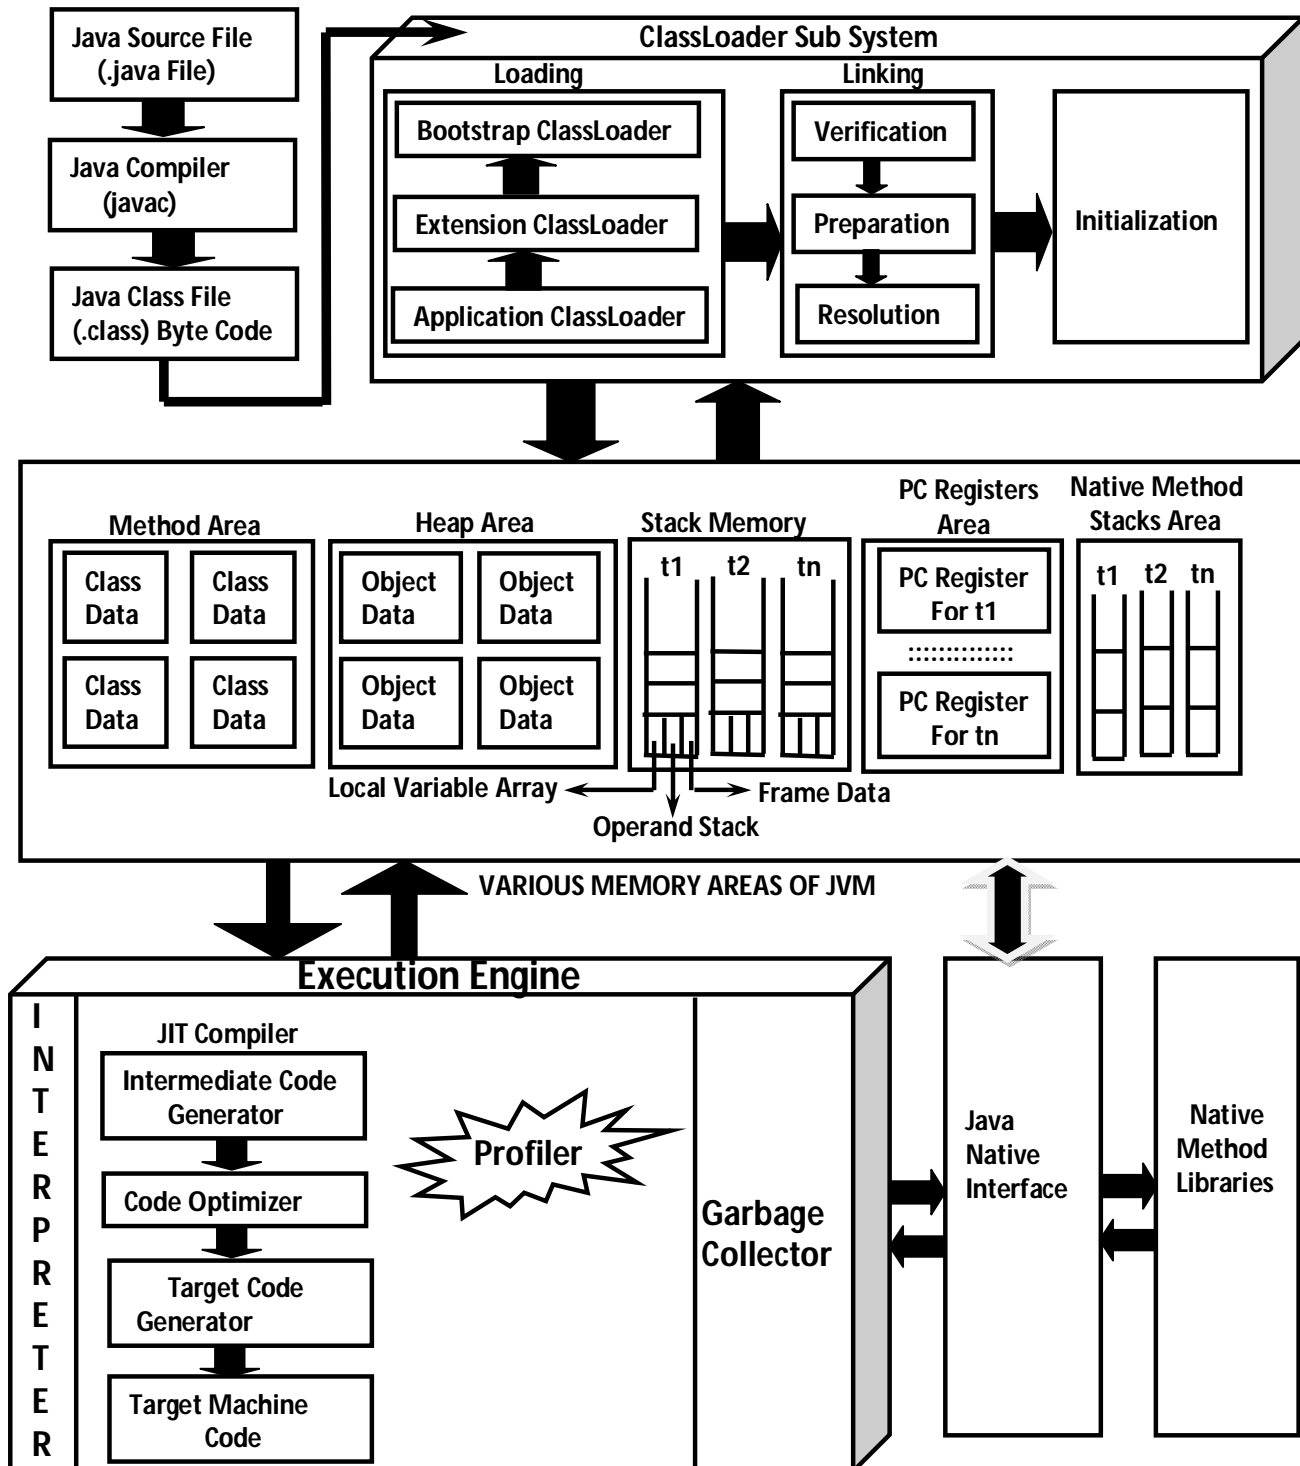 Java Source File
(.java File)
Java Compiler
(javac)
Java Class File
(.class) Byte Code
ClassLoader Sub System
Loading
Bootstrap ClassLoader
Extension ClassLoader
Application ClassLoader
Linking
Verification
Preparation
Resolution
Initialization
Method Area
Class
Data
Class
Data
Class
Data
Class
Data
Heap Area
Object
Data
Object
Data
Object
Data
Object
Data
Stack Memory
t1 t2 tn
Local Variable Array
Operand Stack
Frame Data
PC Registers
Area
PC Register
For t1
PC Register
For tn
Native Method
Stacks Area
t1 t2 tn
VARIOUS MEMORY AREAS OF JVM
Execution Engine
INTERPRETER
JIT Compiler
Intermediate Code
Generator
Code Optimizer
Target Code
Generator
Target Machine
Code
Profiler
Garbage
Collector
Java
Native
Interface
Native
Method
Libraries